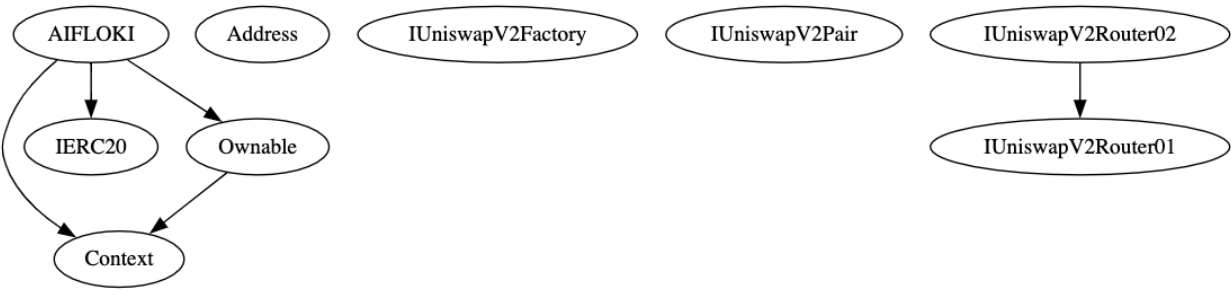 AIFLOKI
Address
IUniswapV2Factory
IUniswapV2Pair
IUniswapV2Router02
IERC20
Ownable
IUniswapV2Router01
Context